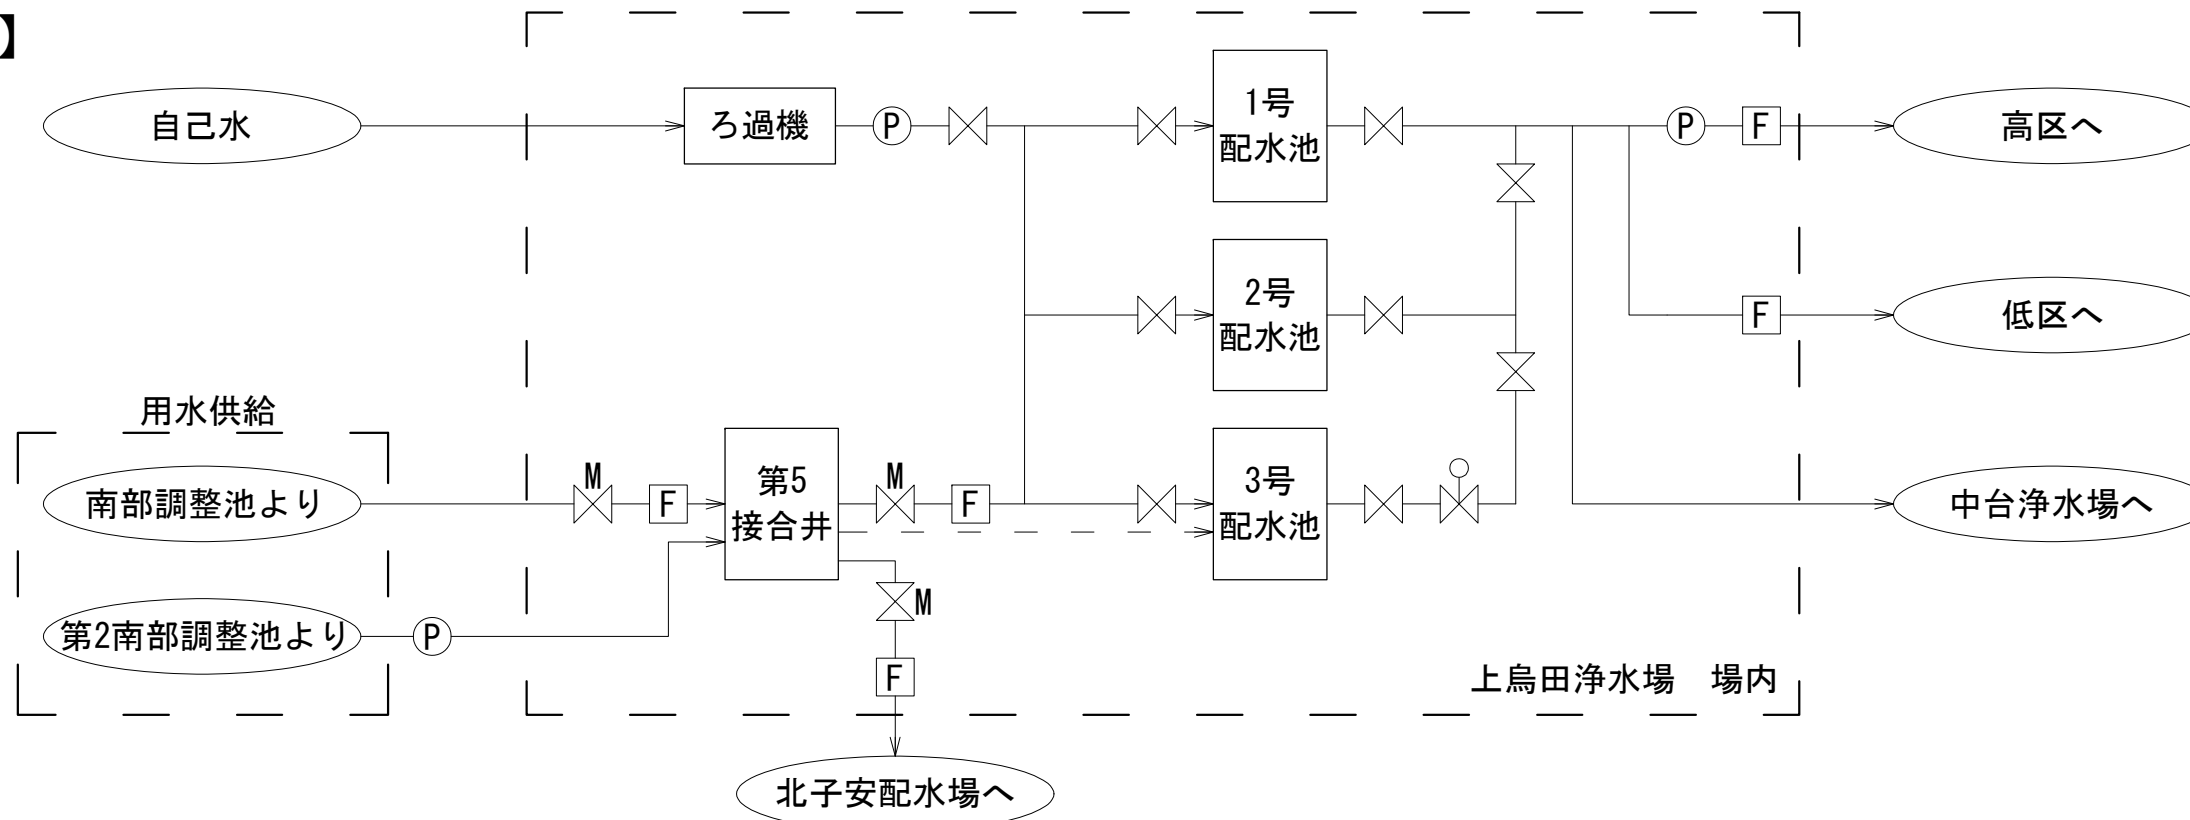 】
自己水
ろ過機
P
1号
配水池
P
F
高区へ
2号
配水池
F
低区へ
用水供給
南部調整池より
M
F
第5
接合井
M
F
3号
配水池
中台浄水場へ
第2南部調整池より
P
M
F
上烏田浄水場　場内
北子安配水場へ